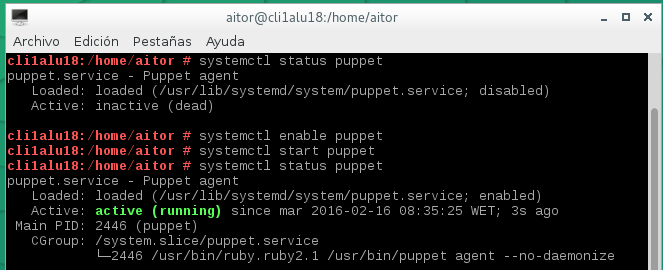 aitor@cli1alu18:/home/aitor
Archivo Edición Pestañas Ayuda
cli1alu18:/home/aitor # systemctl status puppet
puppet.service - Puppet agent
   Loaded: loaded (/usr/lib/systemd/system/puppet.service; disabled)
   Active: inactive (dead)
cli1alu18:/home/aitor # systemctl enable puppet
cli1alu18:/home/aitor # systemctl start puppet
cli1alu18:/home/aitor # systemctl status puppet
puppet.service - Puppet agent
   Loaded: loaded (/usr/lib/systemd/system/puppet.service; enabled)
   Active: active (running) since mar 2016-02-16 08:35:25 WET; 3s ago
 Main PID: 2446 (puppet)
   CGroup: /system.slice/puppet.service
           └─2446 /usr/bin/ruby.ruby2.1 /usr/bin/puppet agent --no-daemonize